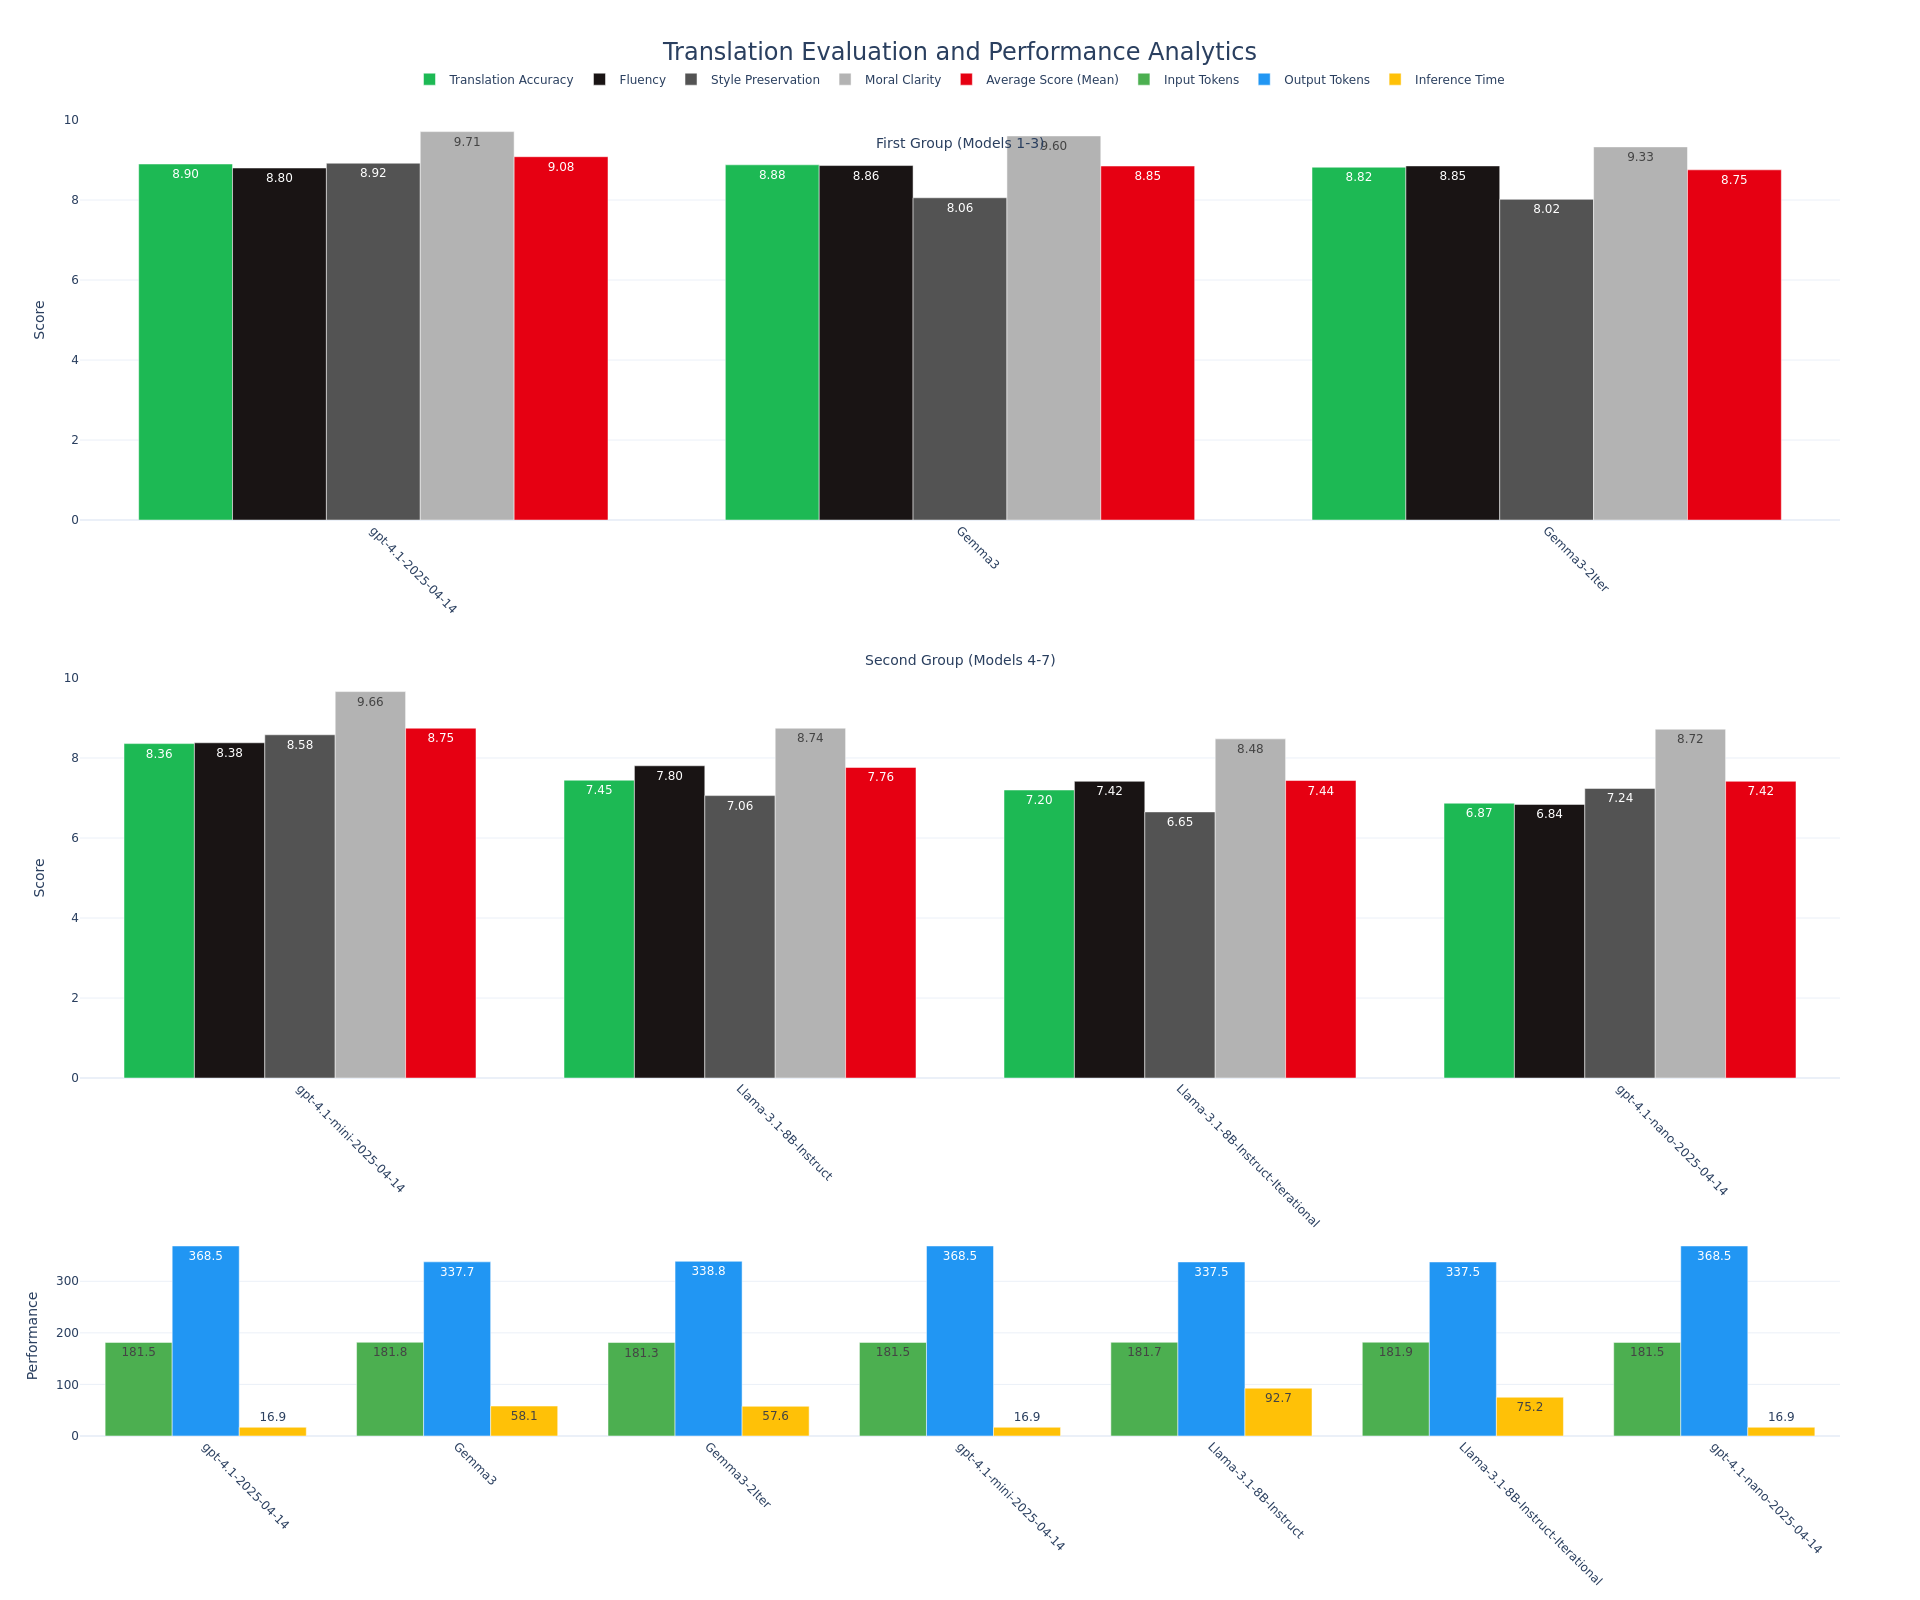 Translation Evaluation and Performance Analytics
Translation Accuracy Fluency Style Preservation Moral Clarity Average Score (Mean) Input Tokens Output Tokens Inference Time
First Group (Models 1-3)
Score
10
8
6
4
2
0
8.90 8.80 8.92 9.71 9.08
8.88 8.86 8.06 9.60 8.85
8.82 8.85 8.02 9.33 8.75
gpt-4.1-2025-04-14
Gemma3
Gemma3-2Iter
Second Group (Models 4-7)
Score
10
8
6
4
2
0
8.36 8.38 8.58 9.66 8.75
7.45 7.80 7.06 8.74 7.76
7.20 7.42 6.65 8.48 7.44
6.87 6.84 7.24 8.72 7.42
gpt-4.1-mini-2025-04-14
Llama-3.1-8B-Instruct
Llama-3.1-8B-Instruct-Iterational
gpt-4.1-nano-2025-04-14
Performance
300
200
100
0
181.5 368.5 16.9
181.8 337.7 58.1
181.3 338.8 57.6
181.5 368.5 16.9
181.7 337.5 92.7
181.9 337.5 75.2
181.5 368.5 16.9
gpt-4.1-2025-04-14
Gemma3
Gemma3-2Iter
gpt-4.1-mini-2025-04-14
Llama-3.1-8B-Instruct
Llama-3.1-8B-Instruct-Iterational
gpt-4.1-nano-2025-04-14